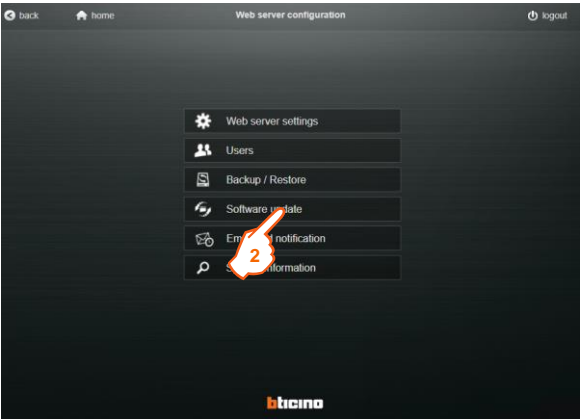 back home Web server configuration logout
Web server settings
Users
Backup / Restore
Software update
notification
2
information
bticino